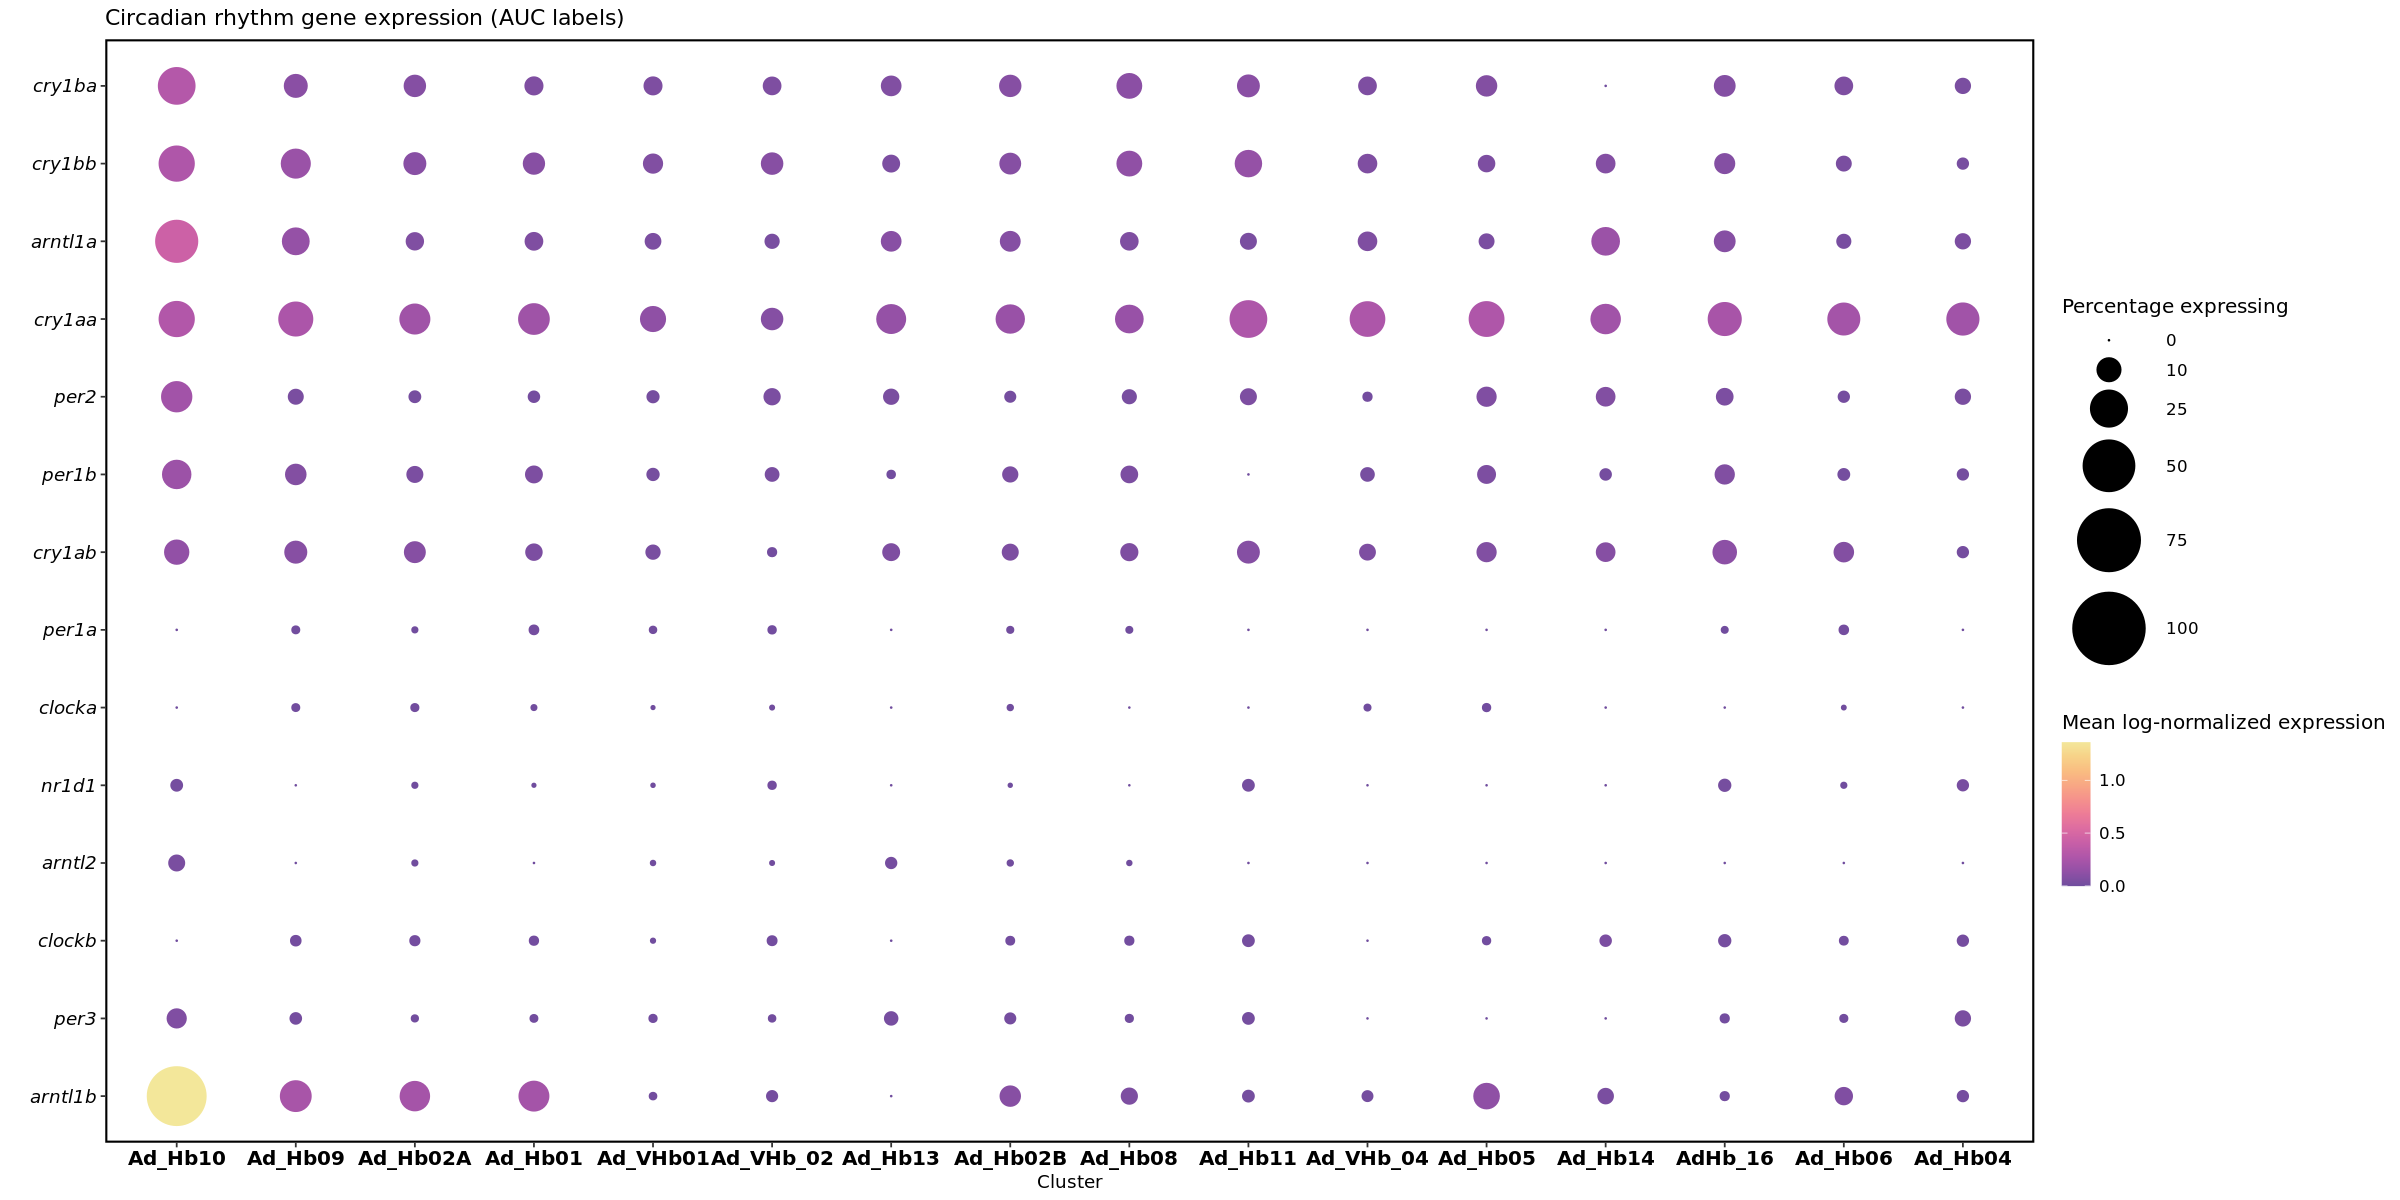 Circadian rhythm gene expression (AUC labels)
cry1ba
cry1bb
arntl1a
cry1aa
per2
per1b
cry1ab
per1a
clocka
nr1d1
arntl2
clockb
per3
arntl1b
Ad_Hb10 Ad_Hb09 Ad_Hb02A Ad_Hb01 Ad_VHb01 Ad_VHb_02 Ad_Hb13 Ad_Hb02B Ad_Hb08 Ad_Hb11 Ad_VHb_04 Ad_Hb05 Ad_Hb14 AdHb_16 Ad_Hb06 Ad_Hb04
Cluster
Percentage expressing
0
10
25
50
75
100
Mean log-normalized expression
1.0
0.5
0.0